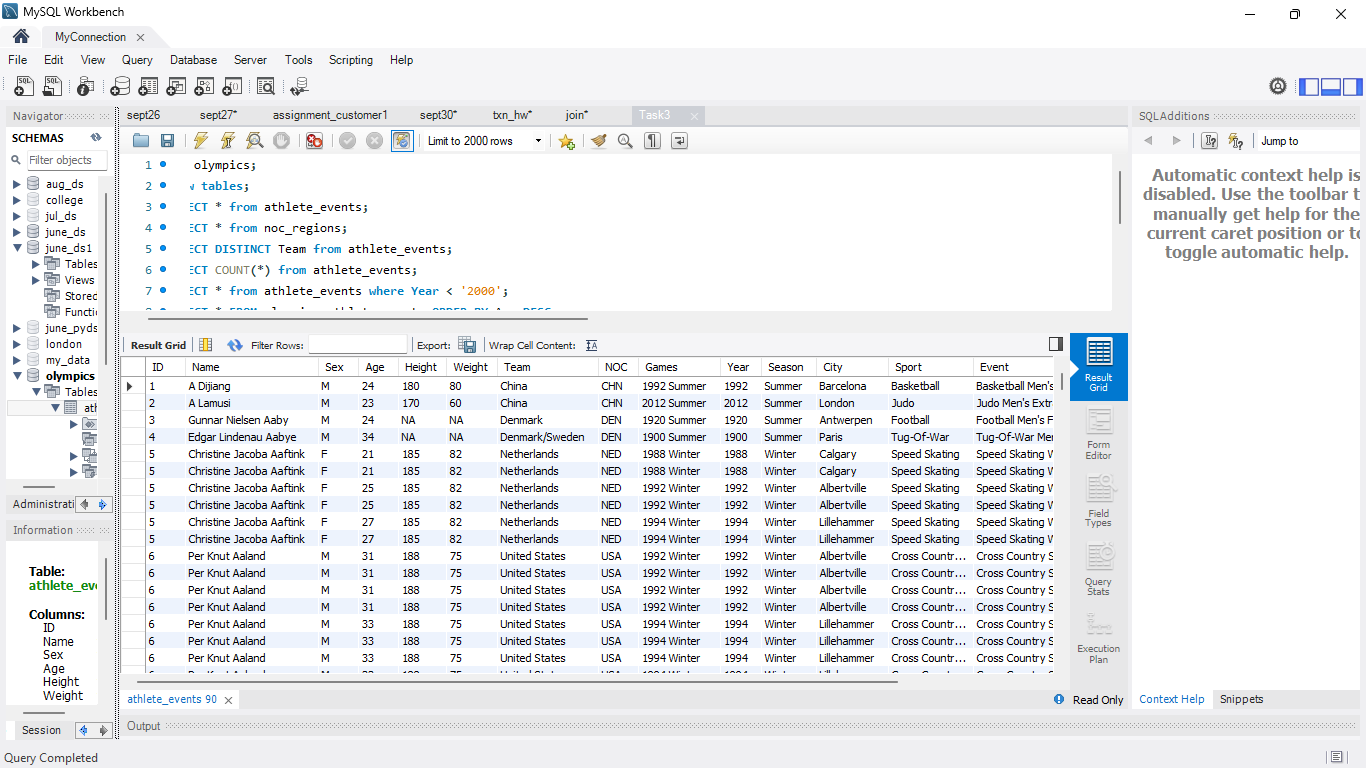 MySQL Workbench
MyConnection
File Edit View Query Database Server Tools Scripting Help
Navigator
SCHEMAS
Filter objects
aug_ds
college
jul_ds
june_ds
june_ds1
Tables
Views
Stored
Functi
june_pyds
london
my_data
olympics
Tables
ath
Administrati
Information
Table:
athlete_eve
Columns:
ID
Name
Sex
Age
Height
Weight
Session
Query Completed
sept26 sept27* assignment_customer1 sept30* txn_hw* join* Task3
Limit to 2000 rows
1 olympics;
2 w tables;
3 ECT * from athlete_events;
4 ECT * from noc_regions;
5 ECT DISTINCT Team from athlete_events;
6 ECT COUNT(*) from athlete_events;
7 ECT * from athlete_events where Year < '2000';
Result Grid Filter Rows: Export: Wrap Cell Content:
ID Name Sex Age Height Weight Team NOC Games Year Season City Sport Event
1 A Dijiang M 24 180 80 China CHN 1992 Summer 1992 Summer Barcelona Basketball Basketball Men's
2 A Lamusi M 23 170 60 China CHN 2012 Summer 2012 Summer London Judo Judo Men's Extr
3 Gunnar Nielsen Aaby M 24 NA NA Denmark DEN 1920 Summer 1920 Summer Antwerpen Football Football Men's F
4 Edgar Lindenau Aabye M 34 NA NA Denmark/Sweden DEN 1900 Summer 1900 Summer Paris Tug-Of-War Tug-Of-War Mer
5 Christine Jacoba Aaftink F 21 185 82 Netherlands NED 1988 Winter 1988 Winter Calgary Speed Skating Speed Skating W
5 Christine Jacoba Aaftink F 21 185 82 Netherlands NED 1988 Winter 1988 Winter Calgary Speed Skating Speed Skating W
5 Christine Jacoba Aaftink F 25 185 82 Netherlands NED 1992 Winter 1992 Winter Albertville Speed Skating Speed Skating W
5 Christine Jacoba Aaftink F 25 185 82 Netherlands NED 1992 Winter 1992 Winter Albertville Speed Skating Speed Skating W
5 Christine Jacoba Aaftink F 27 185 82 Netherlands NED 1994 Winter 1994 Winter Lillehammer Speed Skating Speed Skating W
5 Christine Jacoba Aaftink F 27 185 82 Netherlands NED 1994 Winter 1994 Winter Lillehammer Speed Skating Speed Skating W
6 Per Knut Aaland M 31 188 75 United States USA 1992 Winter 1992 Winter Albertville Cross Countr... Cross Country S
6 Per Knut Aaland M 31 188 75 United States USA 1992 Winter 1992 Winter Albertville Cross Countr... Cross Country S
6 Per Knut Aaland M 31 188 75 United States USA 1992 Winter 1992 Winter Albertville Cross Countr... Cross Country S
6 Per Knut Aaland M 31 188 75 United States USA 1992 Winter 1992 Winter Albertville Cross Countr... Cross Country S
6 Per Knut Aaland M 33 188 75 United States USA 1994 Winter 1994 Winter Lillehammer Cross Countr... Cross Country S
6 Per Knut Aaland M 33 188 75 United States USA 1994 Winter 1994 Winter Lillehammer Cross Countr... Cross Country S
6 Per Knut Aaland M 33 188 75 United States USA 1994 Winter 1994 Winter Lillehammer Cross Countr... Cross Country S
athlete_events 90
Read Only
Output
Result
Grid
Form
Editor
Field
Types
Query
Stats
Execution
Plan
SQLAdditions
Jump to
Automatic context help is
disabled. Use the toolbar t
manually get help for the
current caret position or to
toggle automatic help.
Context Help Snippets